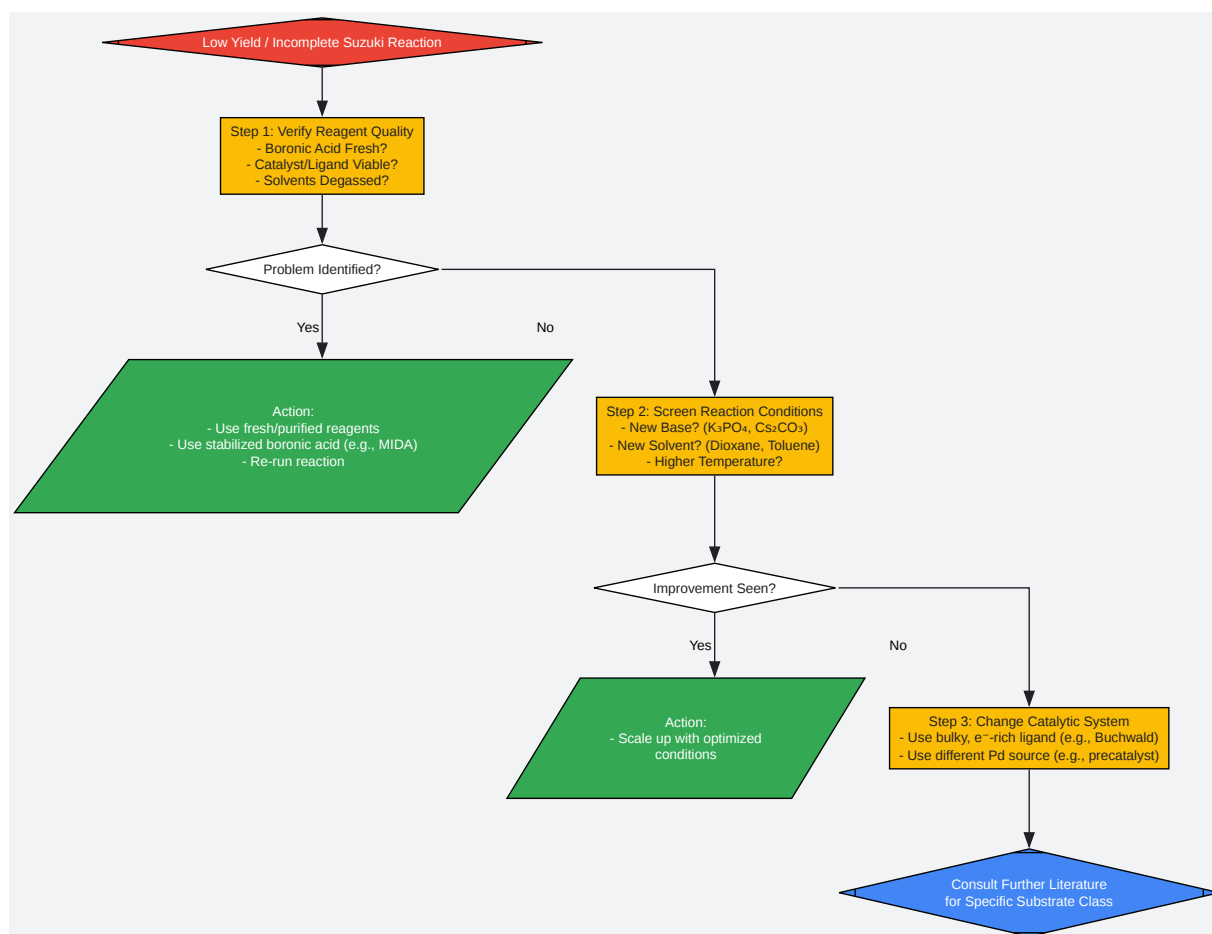 Low Yield / Incomplete Suzuki Reaction
Step 1: Verify Reagent Quality
- Boronic Acid Fresh?
- Catalyst/Ligand Viable?
- Solvents Degassed?
Problem Identified?
Yes
No
Action:
- Use fresh/purified reagents
- Use stabilized boronic acid (e.g., MIDA)
- Re-run reaction
Step 2: Screen Reaction Conditions
- New Base? (K₃PO₄, Cs₂CO₃)
- New Solvent? (Dioxane, Toluene)
- Higher Temperature?
Improvement Seen?
Yes
No
Action:
- Scale up with optimized
conditions
Step 3: Change Catalytic System
- Use bulky, e⁻-rich ligand (e.g., Buchwald)
- Use different Pd source (e.g., precatalyst)
Consult Further Literature
for Specific Substrate Class